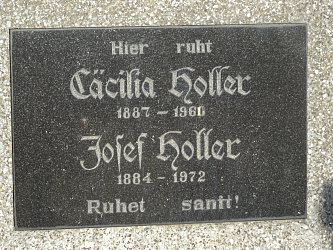 Hier ruht
Cäcilia Holler
1887 – 1961
Josef Holler
1884 – 1972
Ruhet sanft!